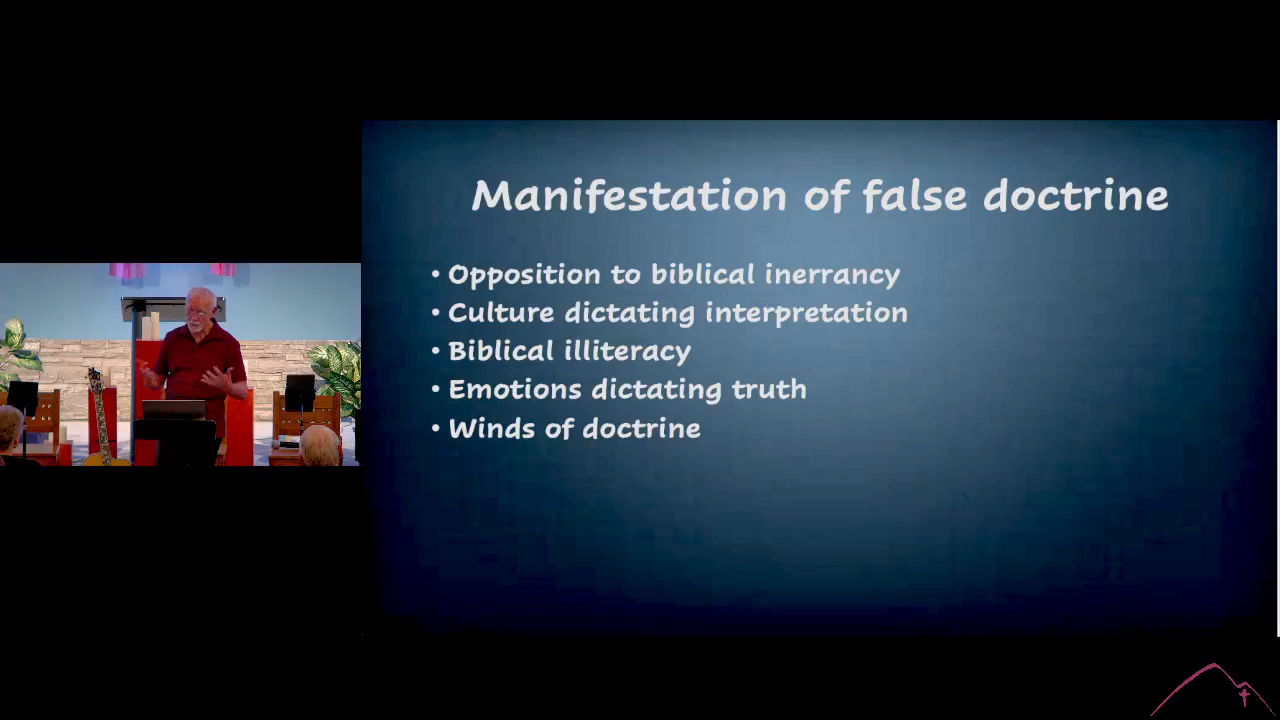 Manifestation of false doctrine
• Opposition to biblical inerrancy
• Culture dictating interpretation
• Biblical illiteracy
• Emotions dictating truth
• Winds of doctrine